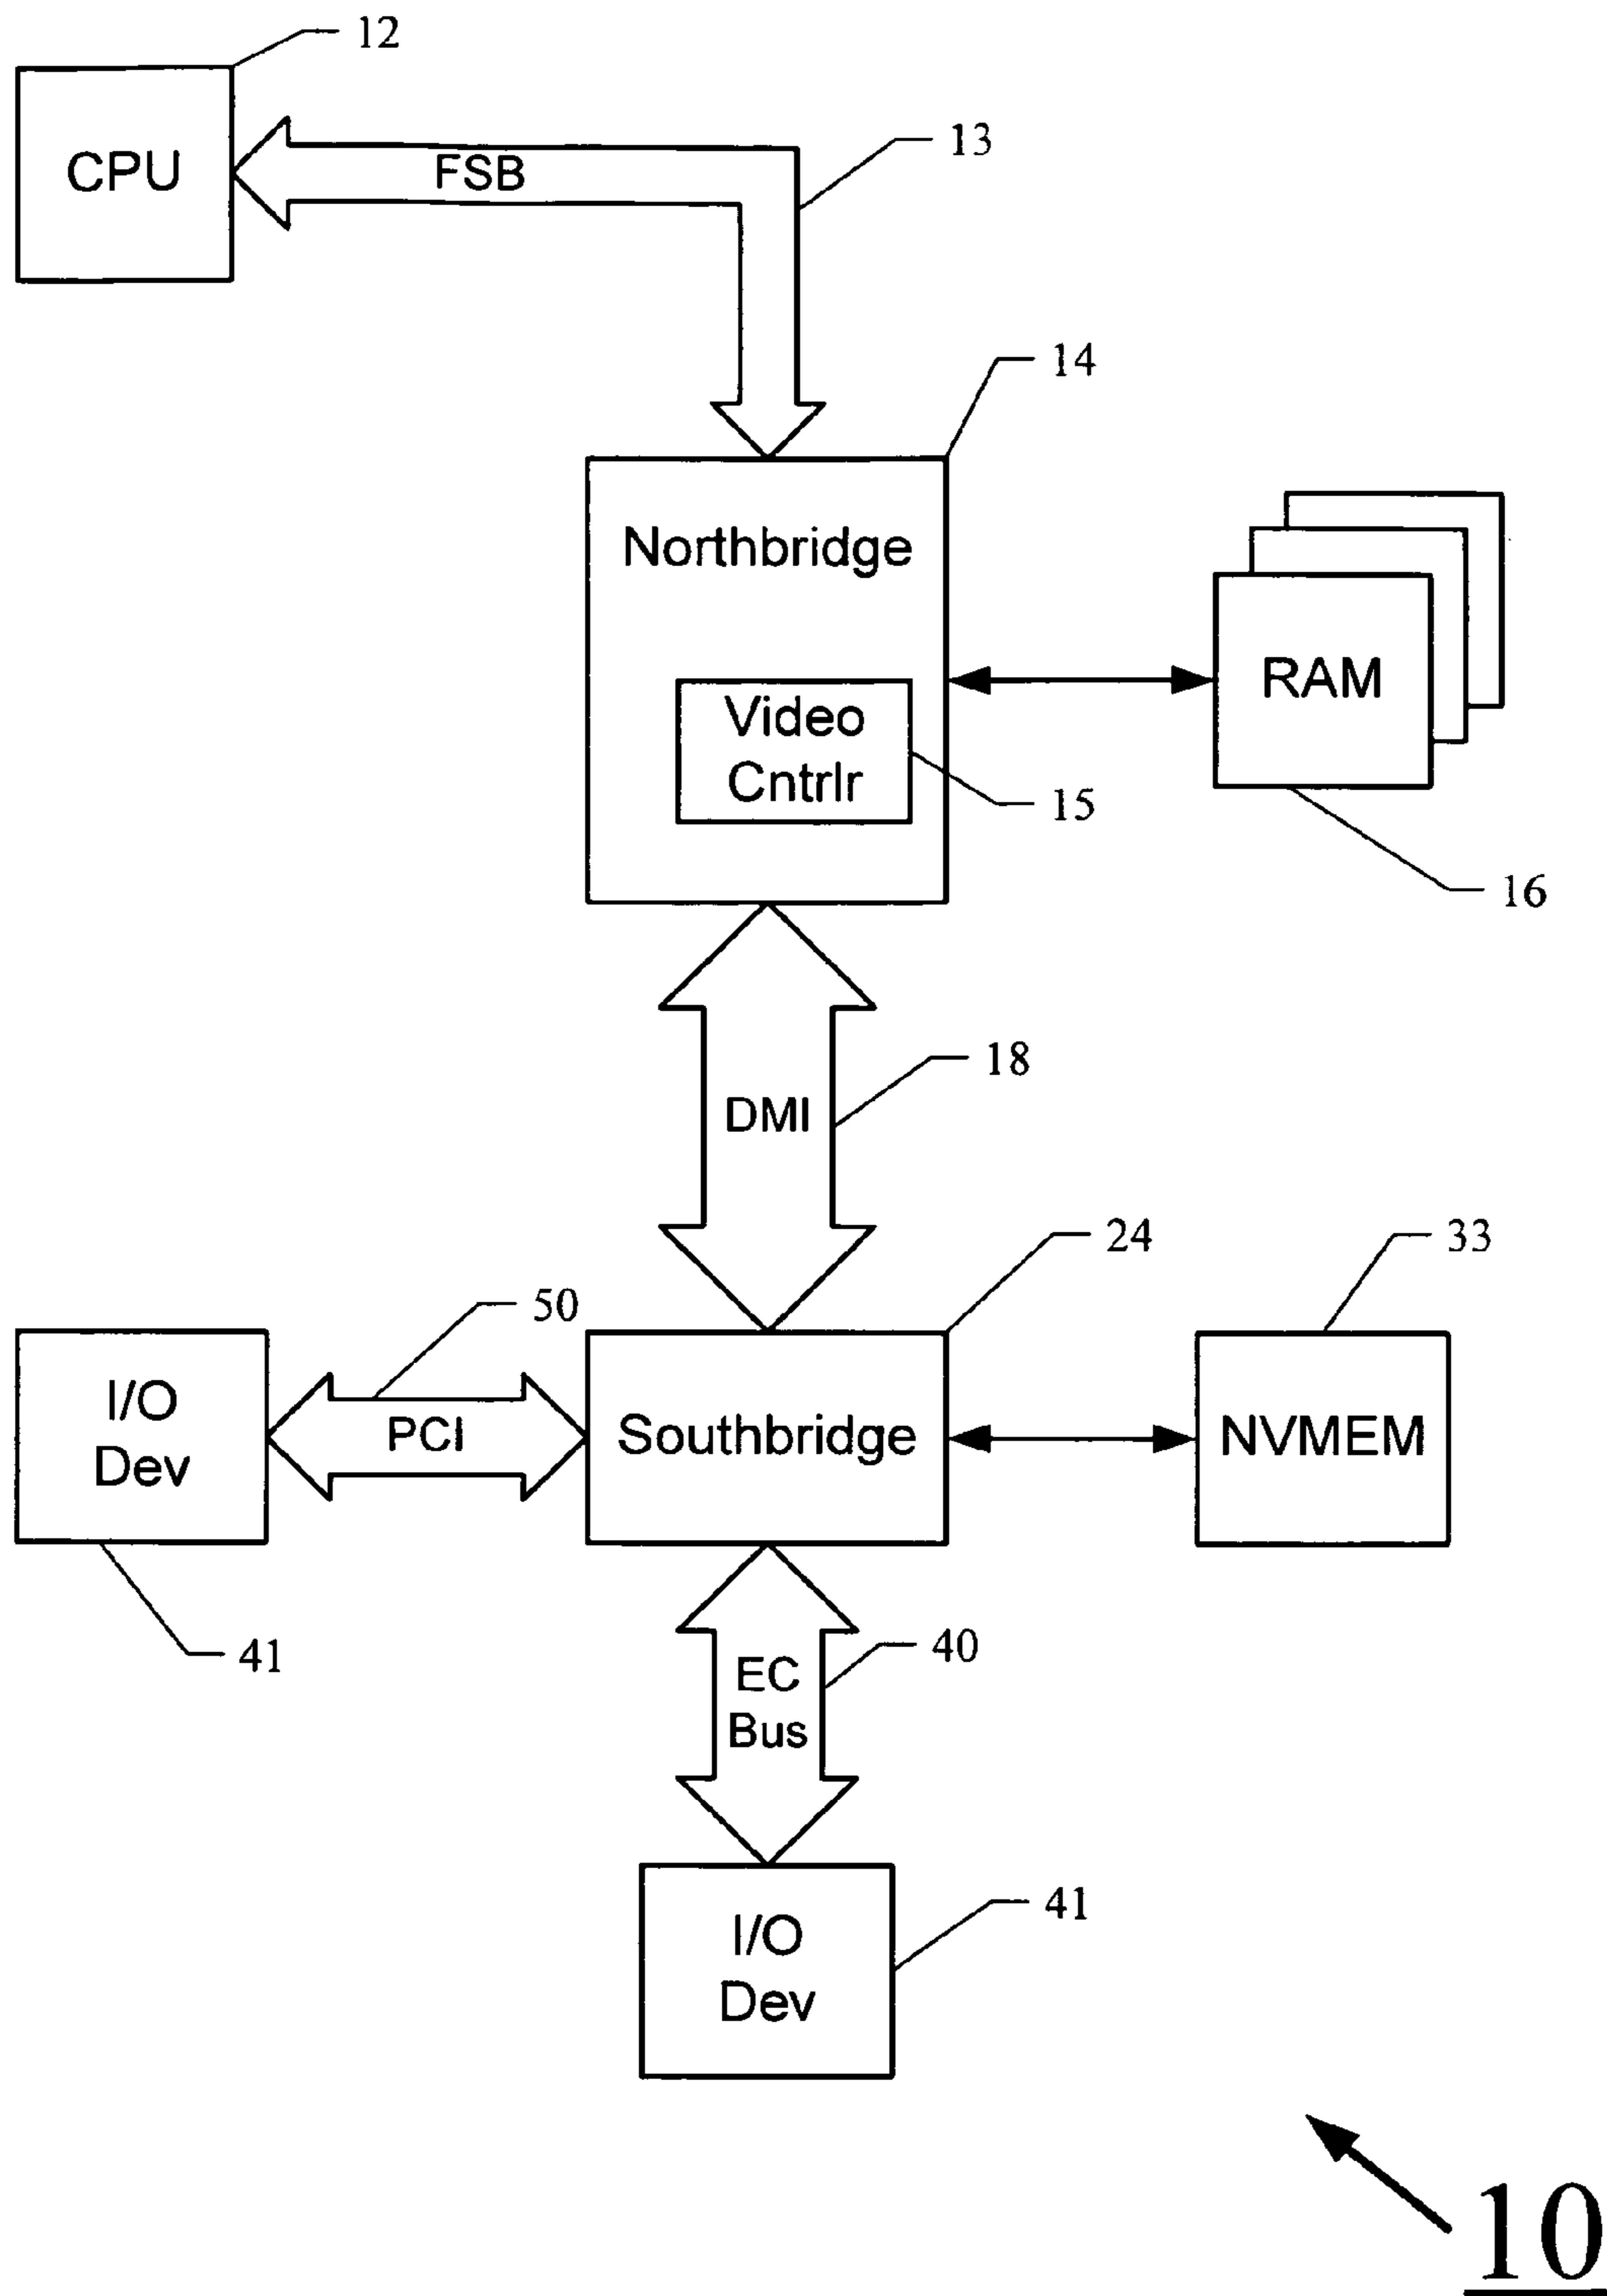 12
CPU
FSB
13
14
Northbridge
Video
Cntrlr
15
RAM
16
DMI
18
24
33
50
I/O
Dev
PCI
Southbridge
NVMEM
41
EC
Bus
40
I/O
Dev
41
10